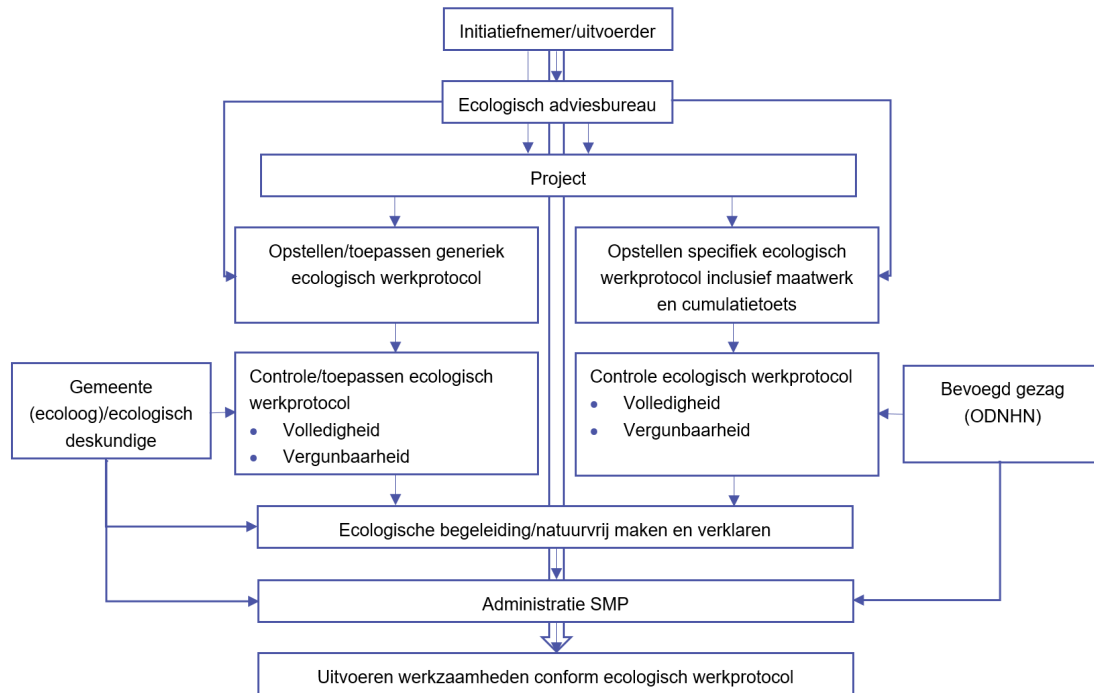 Initiatiefnemer/uitvoerder
Ecologisch adviesbureau
Project
Opstellen/toepassen generiek
ecologisch werkprotocol
Opstellen specifiek ecologisch
werkprotocol inclusief maatwerk
en cumulatietoets
Gemeente
(ecoloog)/ecologisch
deskundige
Controle/toepassen ecologisch
werkprotocol
• Volledigheid
• Vergunbaarheid
Controle ecologisch werkprotocol
• Volledigheid
• Vergunbaarheid
Bevoegd gezag
(ODNHN)
Ecologische begeleiding/natuurvrij maken en verklaren
Administratie SMP
Uitvoeren werkzaamheden conform ecologisch werkprotocol